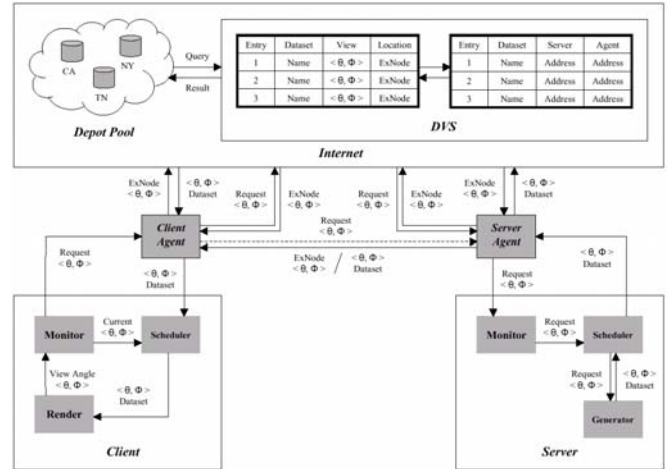 CA
NY
TN
Depot Pool
Query
Result
Entry Dataset View Location
1 Name < θ, Φ > ExNode
2 Name < θ, Φ > ExNode
3 Name < θ, Φ > ExNode
Entry Dataset Server Agent
1 Name Address Address
2 Name Address Address
3 Name Address Address
DVS
Internet
ExNode
< θ, Φ >
< θ, Φ >
Dataset
Request
< θ, Φ >
ExNode
< θ, Φ >
Request
< θ, Φ >
ExNode
< θ, Φ >
ExNode
< θ, Φ >
< θ, Φ >
Dataset
Client
Agent
Request
< θ, Φ >
ExNode
< θ, Φ >
/
< θ, Φ >
Dataset
Server
Agent
Request
< θ, Φ >
< θ, Φ >
Dataset
Monitor
Current
< θ, Φ >
Scheduler
View Angle
< θ, Φ >
< θ, Φ >
Dataset
Render
Client
Request
< θ, Φ >
< θ, Φ >
Dataset
Monitor
Request
< θ, Φ >
Scheduler
Request
< θ, Φ >
< θ, Φ >
Dataset
Generator
Server